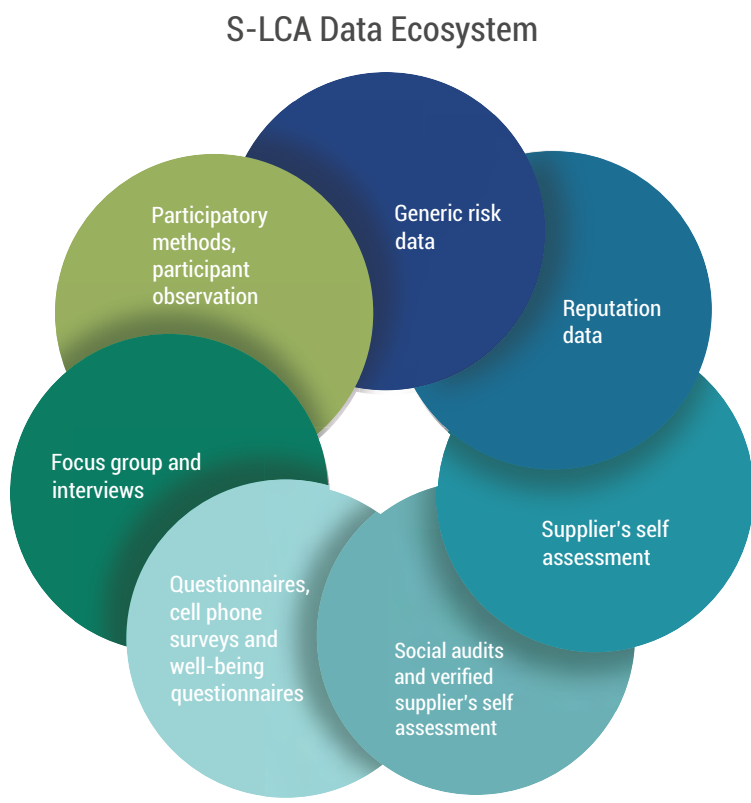 S-LCA Data Ecosystem
Generic risk
data
Reputation
data
Supplier's self
assessment
Social audits
and verified
supplier's self
assessment
Questionnaires,
cell phone
surveys and
well-being
questionnaires
Focus group and
interviews
Participatory
methods,
participant
observation